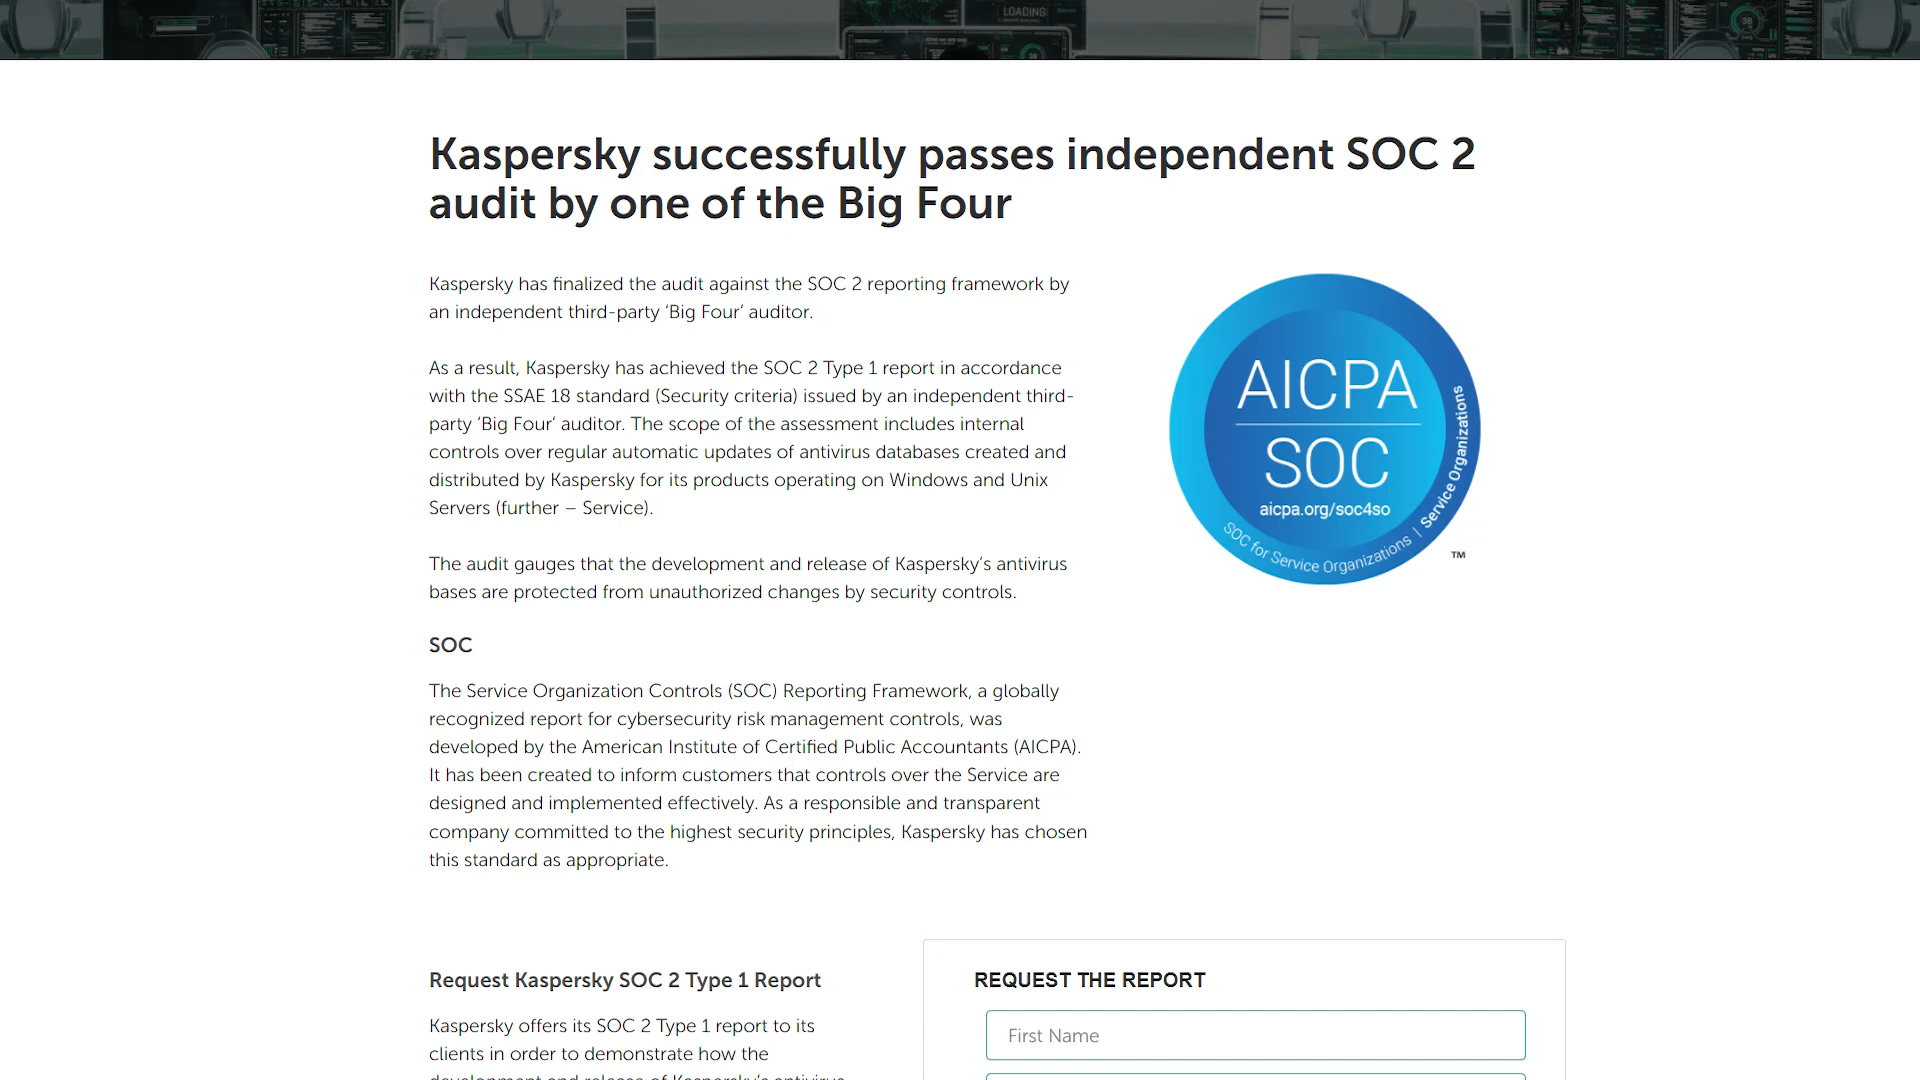 LOADING
Kaspersky successfully passes independent SOC 2
audit by one of the Big Four
Kaspersky has finalized the audit against the SOC 2 reporting framework by
an independent third-party ‘Big Four’ auditor.
As a result, Kaspersky has achieved the SOC 2 Type 1 report in accordance
with the SSAE 18 standard (Security criteria) issued by an independent third-
party ‘Big Four’ auditor. The scope of the assessment includes internal
controls over regular automatic updates of antivirus databases created and
distributed by Kaspersky for its products operating on Windows and Unix
Servers (further – Service).
The audit gauges that the development and release of Kaspersky’s antivirus
bases are protected from unauthorized changes by security controls.
AICPA
SOC
aicpa.org/soc4so
SOC for Service Organizations | Service Organizations
TM
SOC
The Service Organization Controls (SOC) Reporting Framework, a globally
recognized report for cybersecurity risk management controls, was
developed by the American Institute of Certified Public Accountants (AICPA).
It has been created to inform customers that controls over the Service are
designed and implemented effectively. As a responsible and transparent
company committed to the highest security principles, Kaspersky has chosen
this standard as appropriate.
Request Kaspersky SOC 2 Type 1 Report
Kaspersky offers its SOC 2 Type 1 report to its
clients in order to demonstrate how the
development and release of Kaspersky’s antivirus
REQUEST THE REPORT
First Name